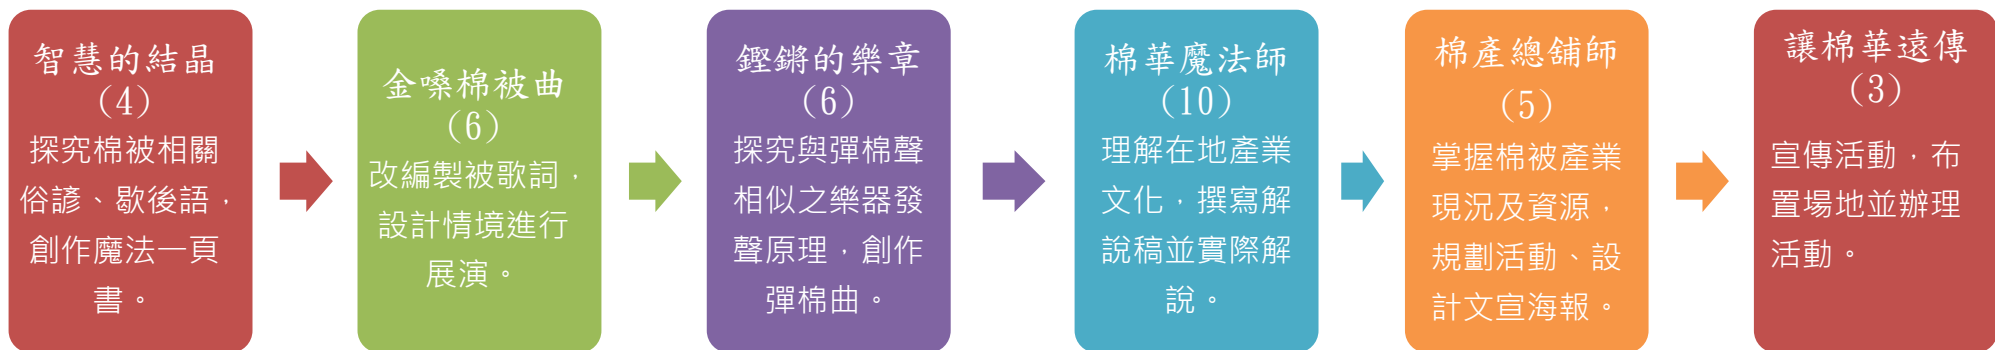 智慧的結晶
(4)
探究棉被相關
俗諺、歇後語，
創作魔法一頁
書。
金嗓棉被曲
(6)
改編製被歌詞，
設計情境進行
展演。
鏗鏘的樂章
(6)
探究與彈棉聲
相似之樂器發
聲原理，創作
彈棉曲。
棉華魔法師
(10)
理解在地產業
文化，撰寫解
說稿並實際解
說。
棉產總舖師
(5)
掌握棉被產業
現況及資源，
規劃活動、設
計文宣海報。
讓棉華遠傳
(3)
宣傳活動，布
置場地並辦理
活動。